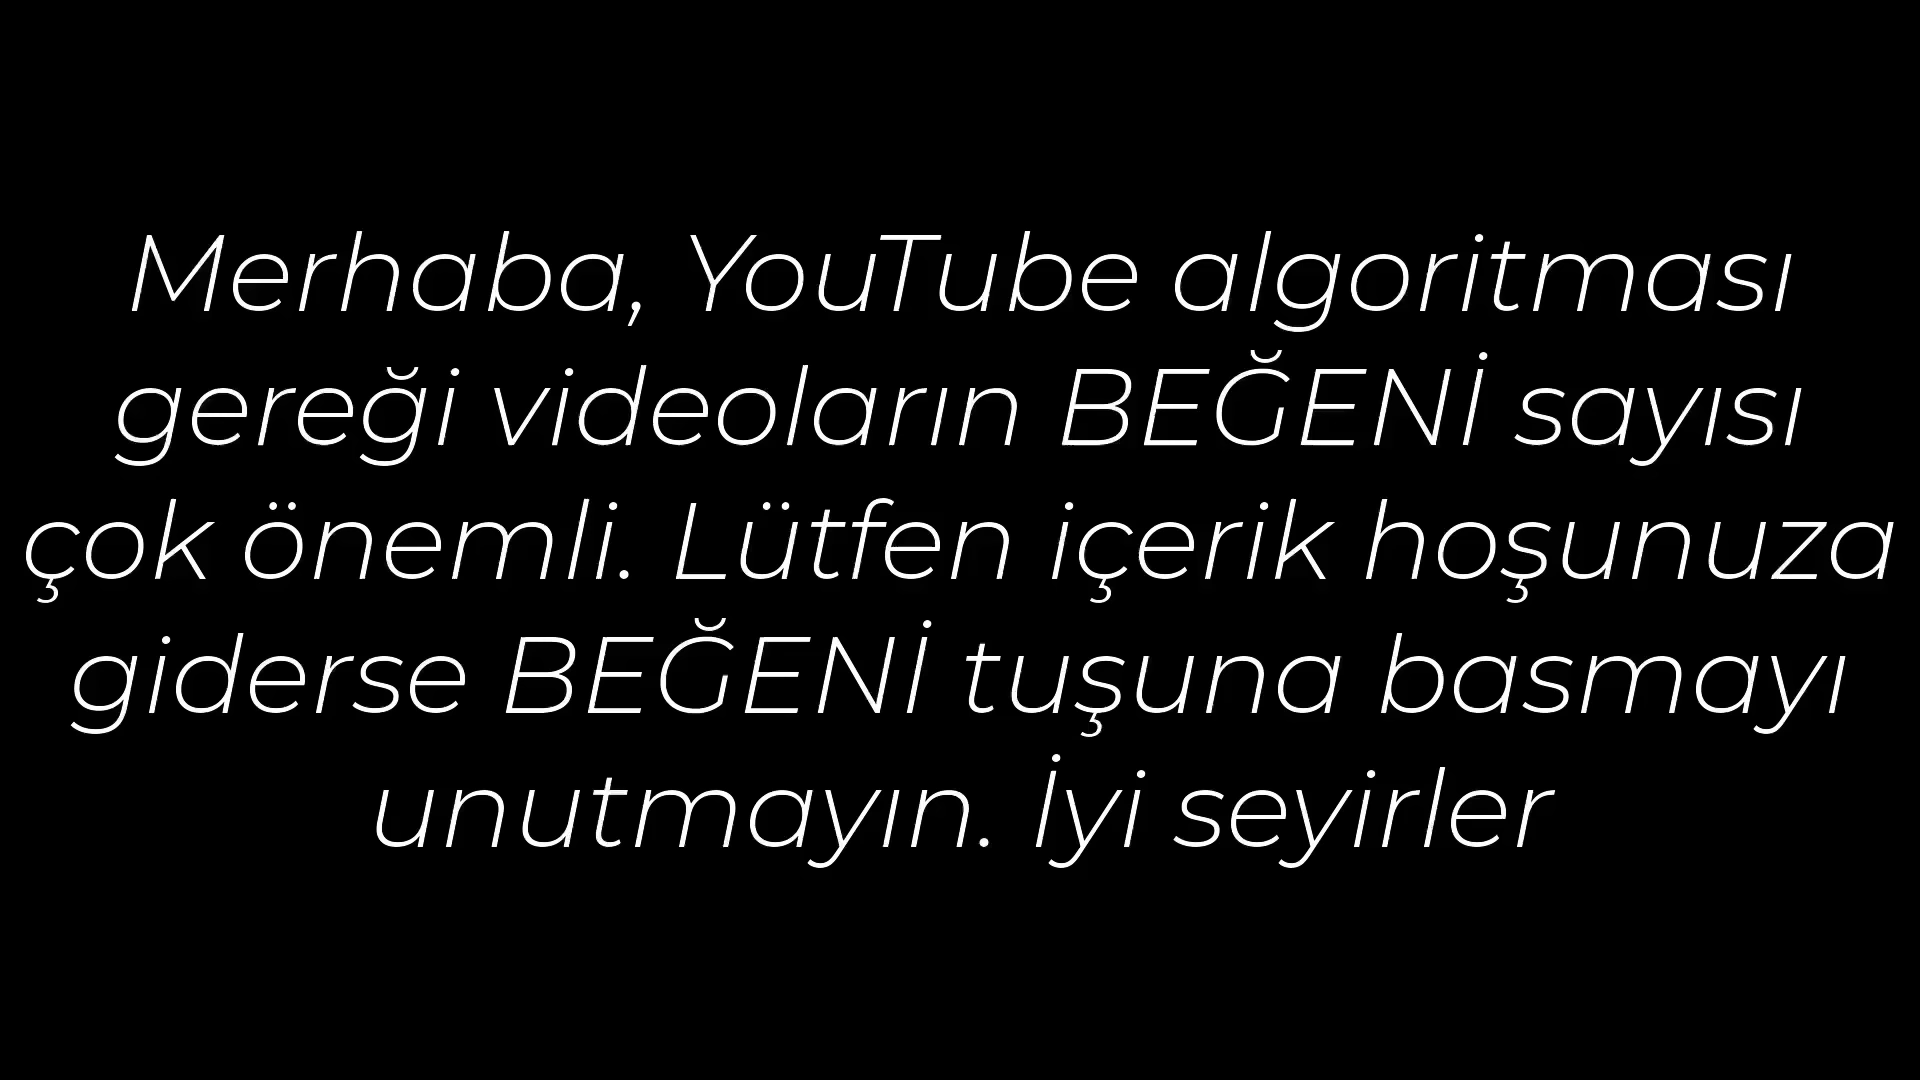 Merhaba, YouTube algoritması
gereği videoların BEĞENİ sayısı
çok önemli. Lütfen içerik hoşunuza
giderse BEĞENİ tuşuna basmayı
unutmayın. İyi seyirler